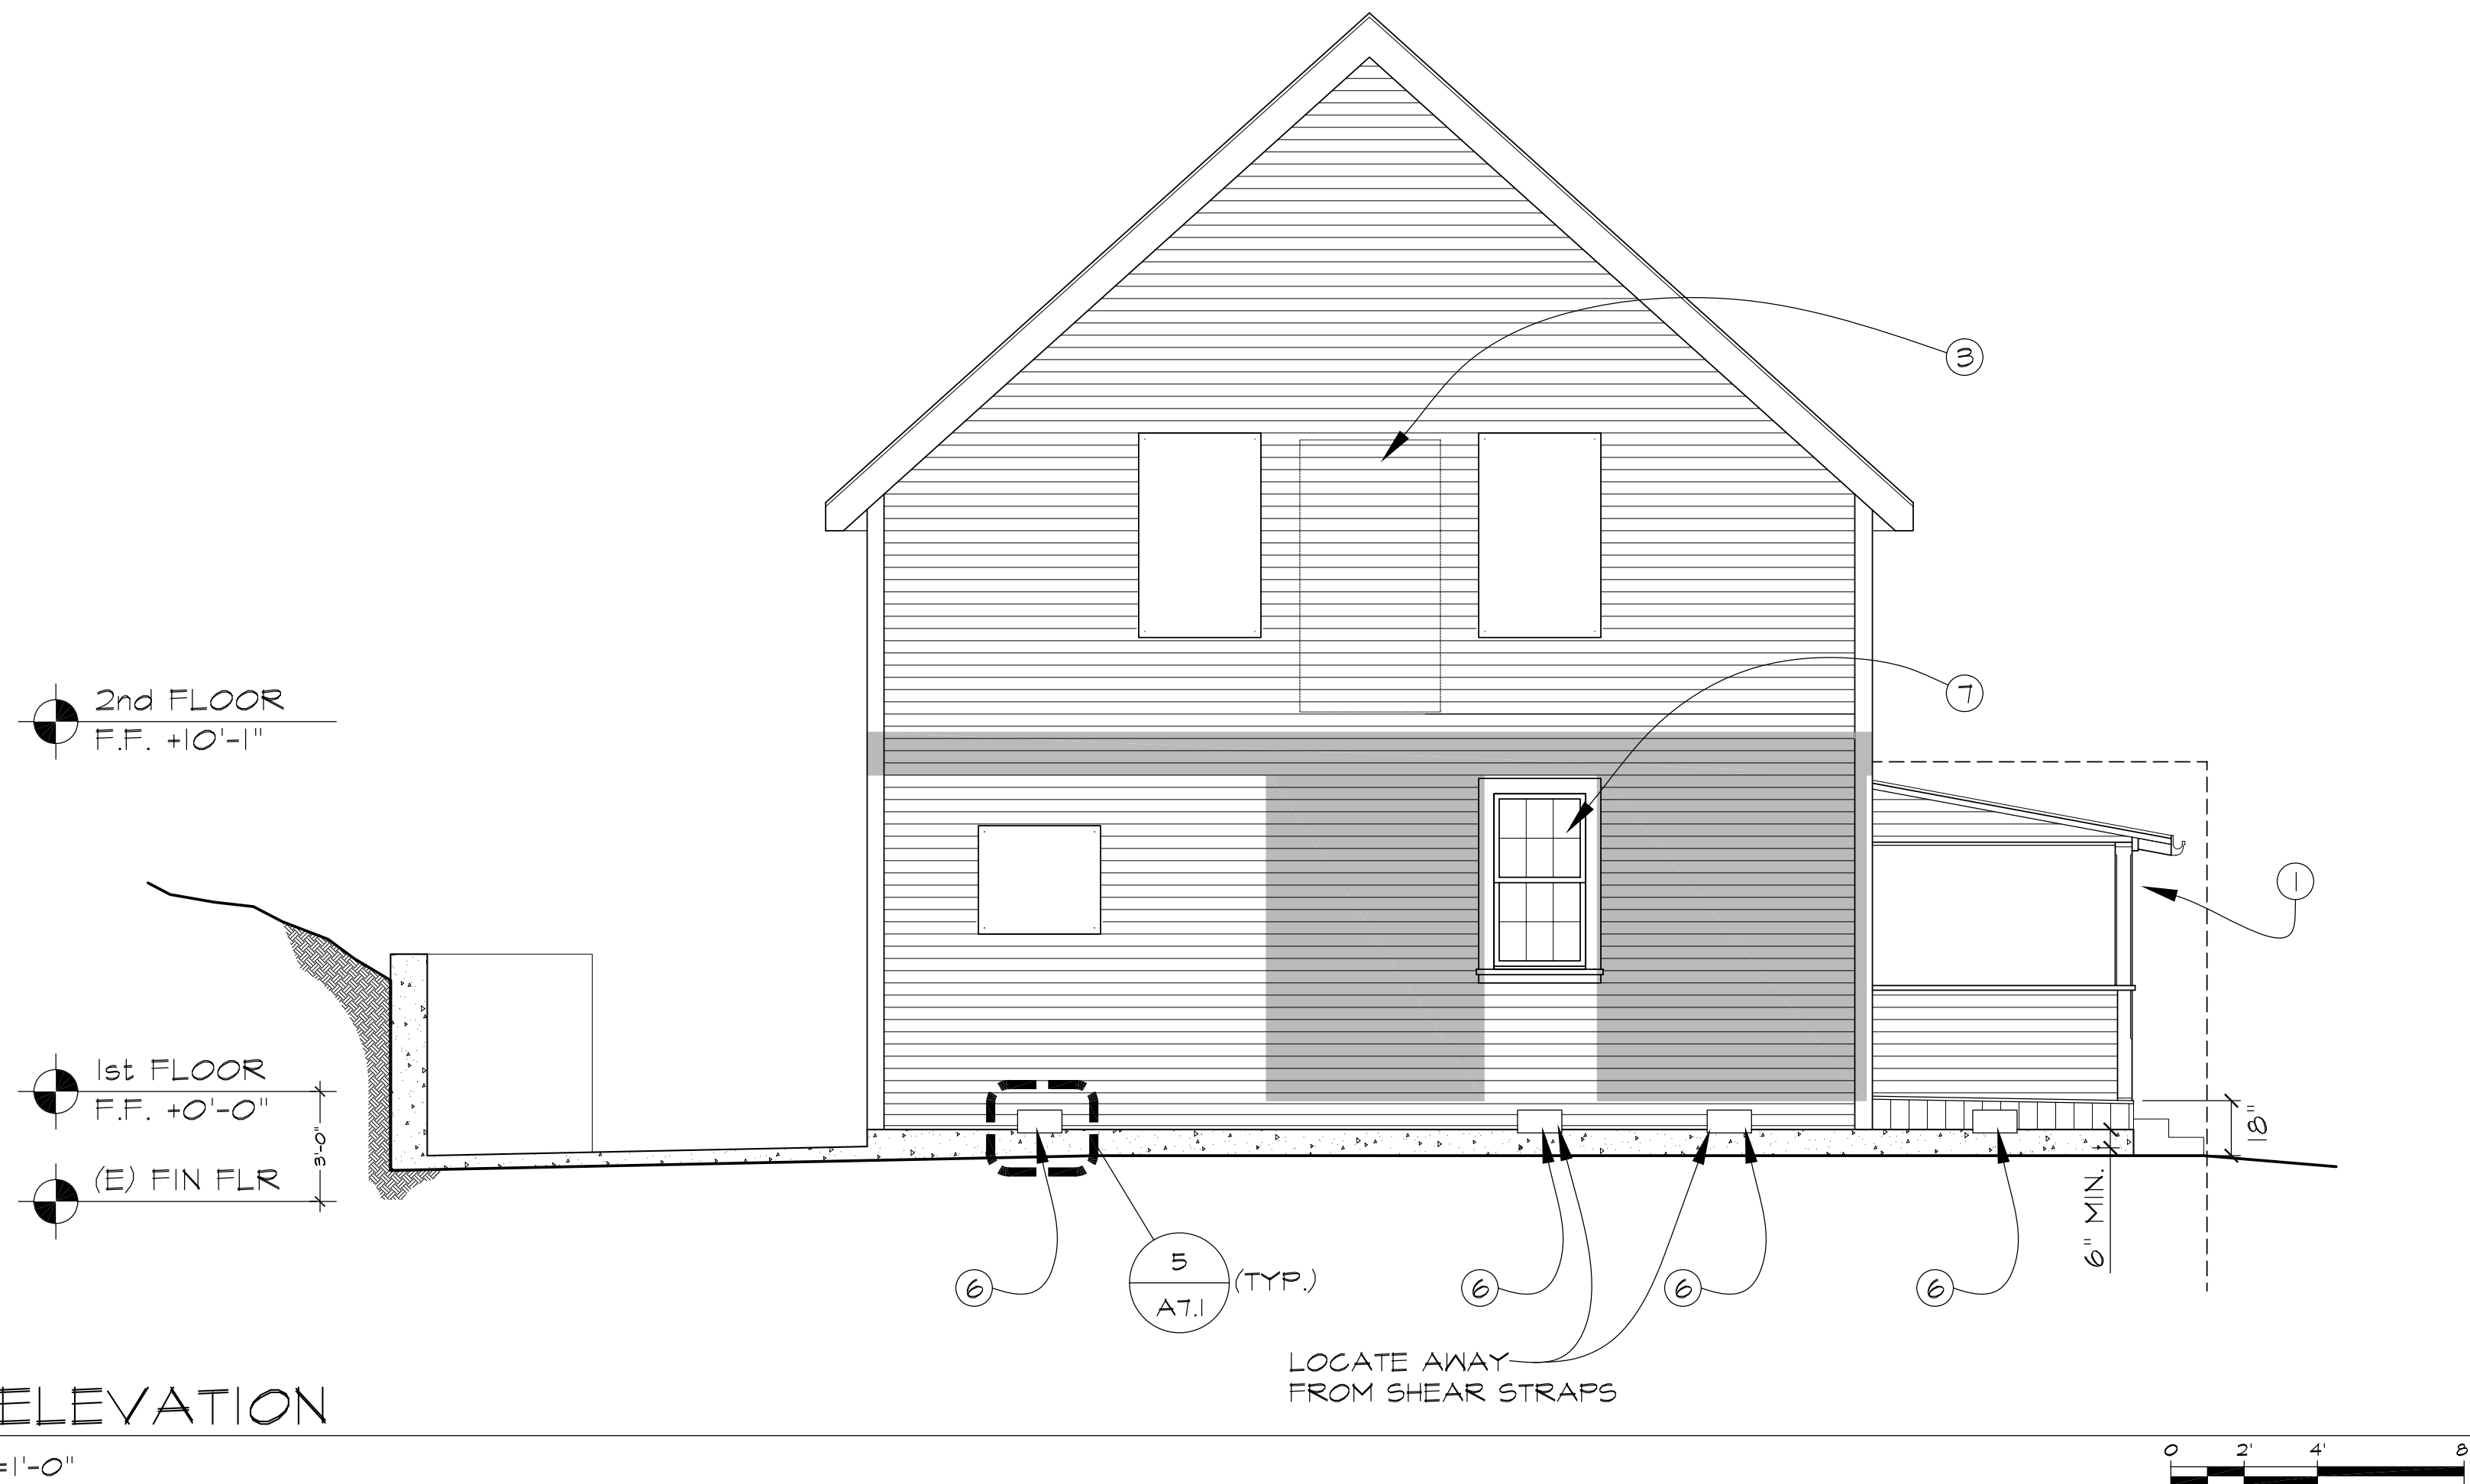 3
2nd FLOOR
F.F. +10'-1"
7
1
1st FLOOR
F.F. +0'-0"
3'-0"
(E) FIN FLR
18"
6" MIN.
6
5
A7.1
(TYP.)
6
6
6
LOCATE AWAY
FROM SHEAR STRAPS
ELEVATION
=1'-0"
0 2' 4' 8